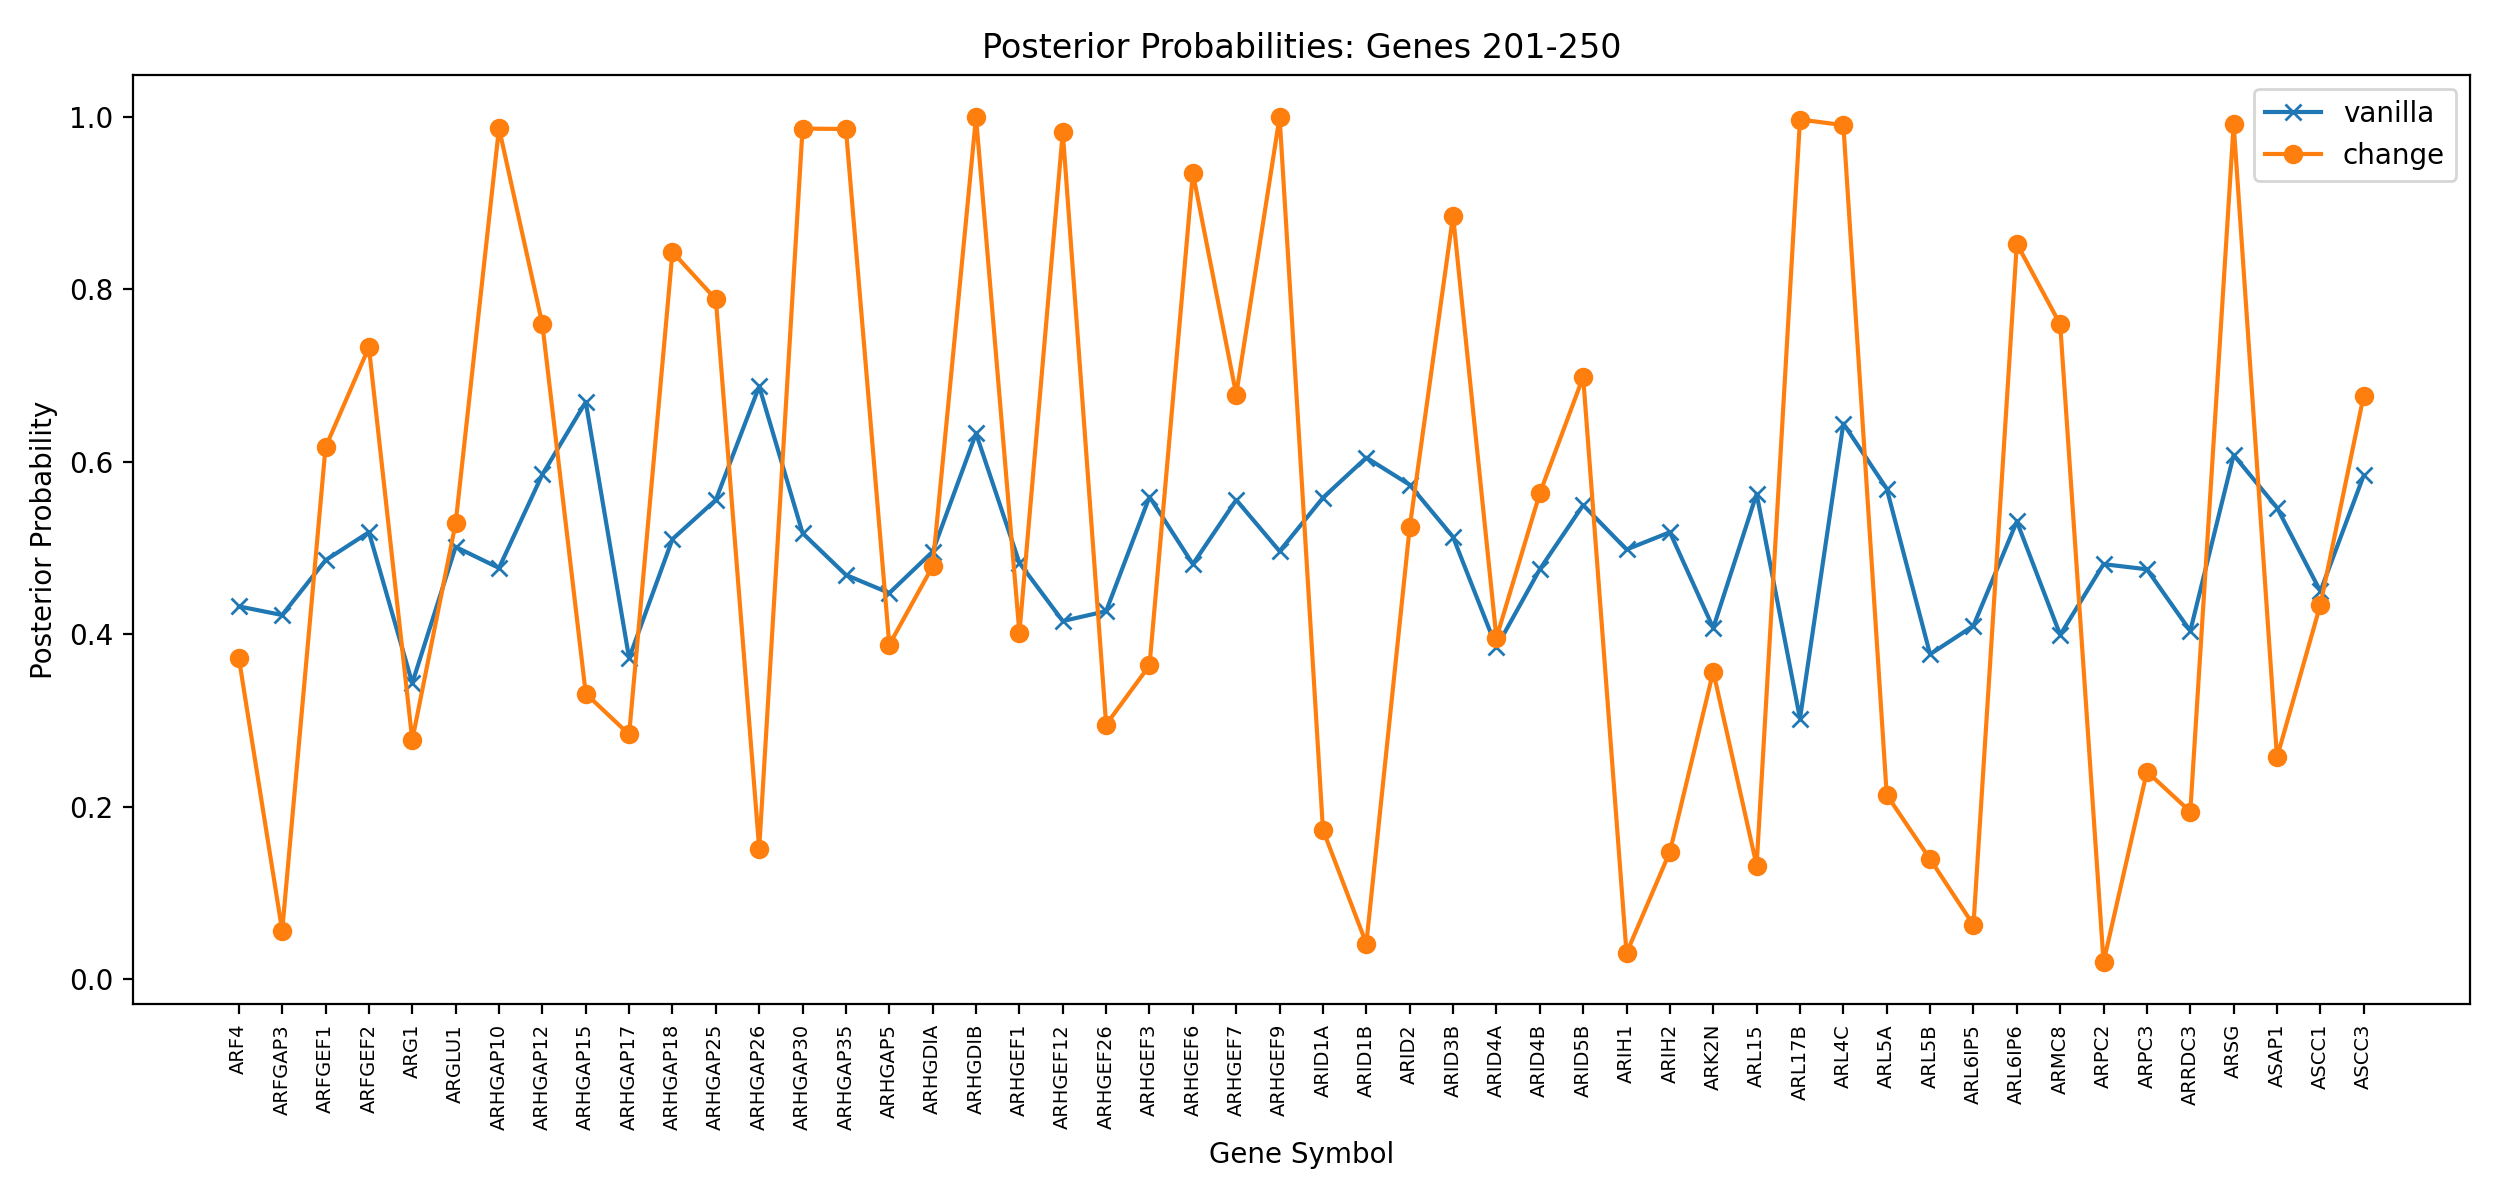 Posterior Probabilities: Genes 201-250
vanilla
change
Posterior Probability
1.0
0.8
0.6
0.4
0.2
0.0
ARF4
ARFGAP3
ARFGEF1
ARFGEF2
ARG1
ARGLU1
ARHGAP10
ARHGAP12
ARHGAP15
ARHGAP17
ARHGAP18
ARHGAP25
ARHGAP26
ARHGAP30
ARHGAP35
ARHGAP5
ARHGDIA
ARHGDIB
ARHGEF1
ARHGEF12
ARHGEF26
ARHGEF3
ARHGEF6
ARHGEF7
ARHGEF9
ARID1A
ARID1B
ARID2
ARID3B
ARID4A
ARID4B
ARID5B
ARIH1
ARIH2
ARK2N
ARL15
ARL17B
ARL4C
ARL5A
ARL5B
ARL6IP5
ARL6IP6
ARMC8
ARPC2
ARPC3
ARRDC3
ARSG
ASAP1
ASCC1
ASCC3
Gene Symbol